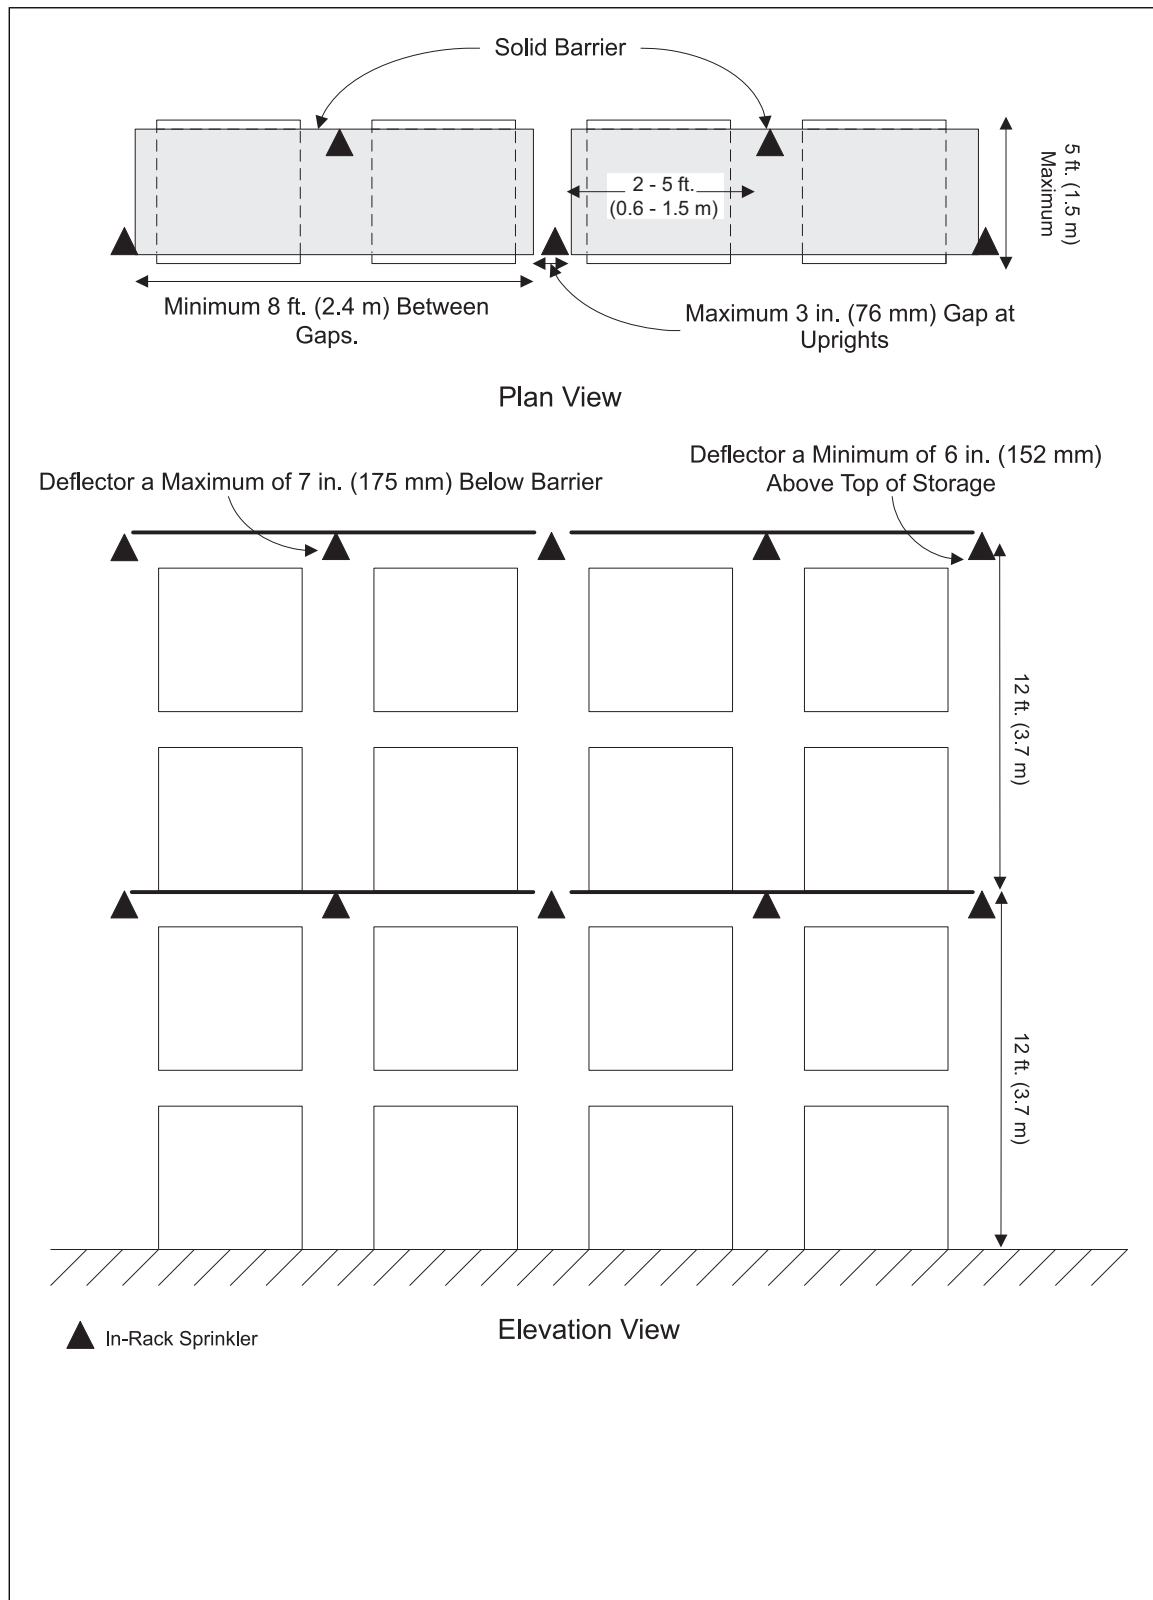 Solid Barrier
2 - 5 ft.
(0.6 - 1.5 m)
5 ft. (1.5 m)
Maximum
Minimum 8 ft. (2.4 m) Between
Gaps.
Maximum 3 in. (76 mm) Gap at
Uprights
Plan View
Deflector a Maximum of 7 in. (175 mm) Below Barrier
Deflector a Minimum of 6 in. (152 mm)
Above Top of Storage
12 ft. (3.7 m)
12 ft. (3.7 m)
In-Rack Sprinkler
Elevation View